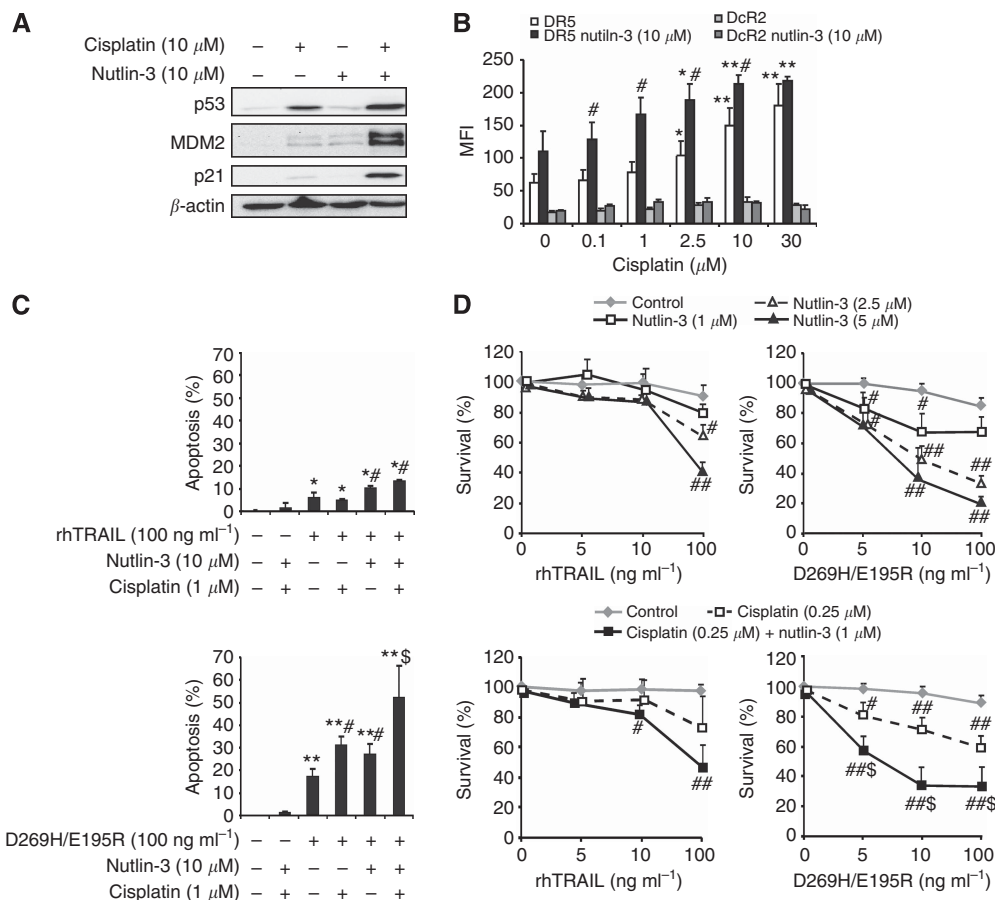 A
Cisplatin (10 μM) – + – +
Nutlin-3 (10 μM) – – + +
p53
MDM2
p21
β-actin
B
DR5
DR5 nutiln-3 (10 μM)
DcR2
DcR2 nutlin-3 (10 μM)
250
200
150
100
50
0
MFI
# # * * # ** ** # ** **
0 0.1 1 2.5 10 30
Cisplatin (μM)
C
70
60
50
40
30
20
10
0
Apoptosis (%)
* * *# *#
rhTRAIL (100 ng ml⁻¹) – – + + + +
Nutlin-3 (10 μM) – + – – + +
Cisplatin (1 μM) – + – + – +
70
60
50
40
30
20
10
0
Apoptosis (%)
** **# **# **$
D269H/E195R (100 ng ml⁻¹) – – + + + +
Nutlin-3 (10 μM) – + – – + +
Cisplatin (1 μM) – + – + – +
D
Control
Nutlin-3 (1 μM)
Nutlin-3 (2.5 μM)
Nutlin-3 (5 μM)
120
100
80
60
40
20
0
Survival (%)
#
##
0 5 10 100
rhTRAIL (ng ml⁻¹)
120
100
80
60
40
20
0
Survival (%)
# #
#
## ##
## ##
0 5 10 100
D269H/E195R (ng ml⁻¹)
Control
Cisplatin (0.25 μM)
Cisplatin (0.25 μM) + nutlin-3 (1 μM)
120
100
80
60
40
20
0
Survival (%)
#
##
0 5 10 100
rhTRAIL (ng ml⁻¹)
120
100
80
60
40
20
0
Survival (%)
# ## ##
##$ ##$ ##$
0 5 10 100
D269H/E195R (ng ml⁻¹)